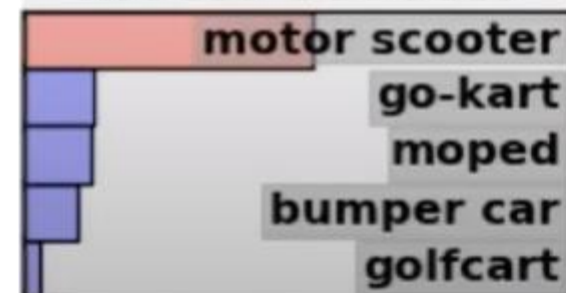 motor scooter
go-kart
moped
bumper car
golfcart